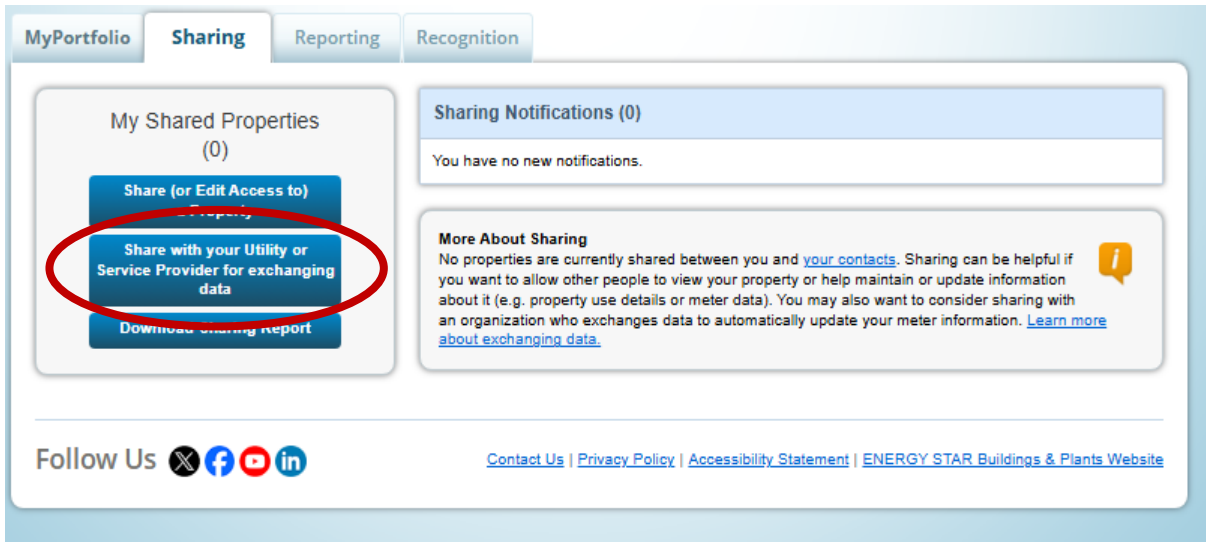 MyPortfolio
Sharing
Reporting
Recognition
My Shared Properties
(0)
Share (or Edit Access to)
a Property
Share with your Utility or
Service Provider for exchanging
data
Download Sharing Report
Sharing Notifications (0)
You have no new notifications.
More About Sharing
No properties are currently shared between you and your contacts. Sharing can be helpful if
you want to allow other people to view your property or help maintain or update information
about it (e.g. property use details or meter data). You may also want to consider sharing with
an organization who exchanges data to automatically update your meter information. Learn more
about exchanging data.
Follow Us
Contact Us | Privacy Policy | Accessibility Statement | ENERGY STAR Buildings & Plants Website